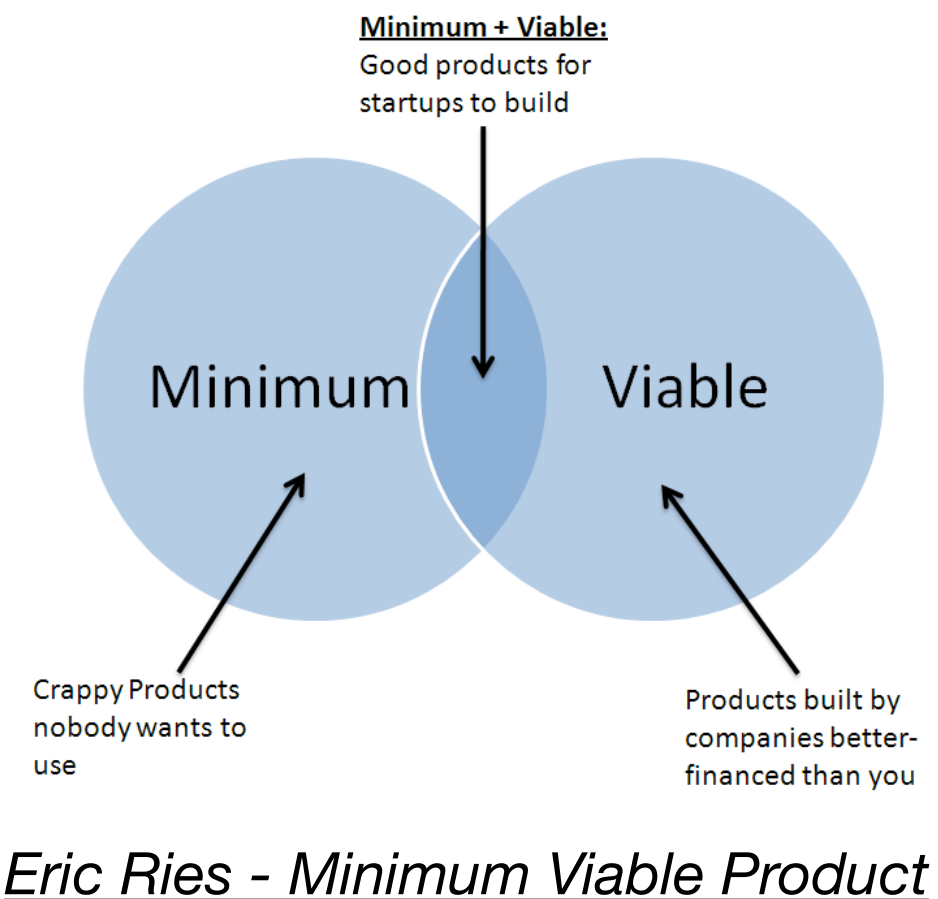 Minimum + Viable:
Good products for
startups to build
Minimum
Viable
Crappy Products
nobody wants to
use
Products built by
companies better-
financed than you
Eric Ries - Minimum Viable Product